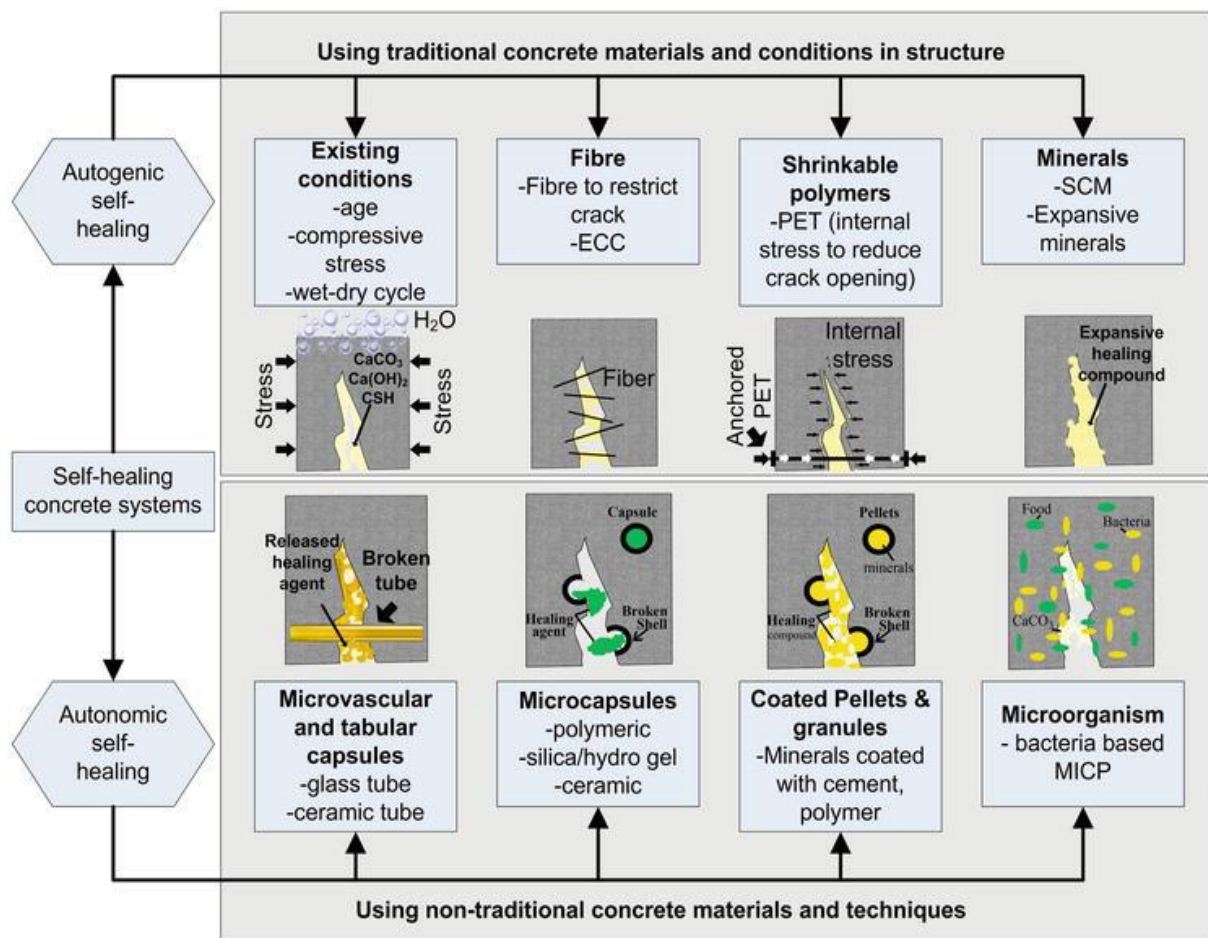 Using traditional concrete materials and conditions in structure
Autogenic
self-
healing
Existing
conditions
-age
-compressive
stress
-wet-dry cycle
Fibre
-Fibre to restrict
crack
-ECC
Shrinkable
polymers
-PET (internal
stress to reduce
crack opening)
Minerals
-SCM
-Expansive
minerals
H₂O
Stress
CaCO₃
Ca(OH)₂
CSH
Stress
Fiber
Internal
stress
Anchored
PET
Expansive
healing
compound
Self-healing
concrete systems
Released
healing
agent
Broken
tube
Capsule
Healing
agent
Broken
Shell
Pellets
minerals
Healing
compound
Broken
Shell
Food
Bacteria
CaCO₃
Autonomic
self-
healing
Microvascular
and tabular
capsules
-glass tube
-ceramic tube
Microcapsules
-polymeric
-silica/hydro gel
-ceramic
Coated Pellets &
granules
-Minerals coated
with cement,
polymer
Microorganism
- bacteria based
MICP
Using non-traditional concrete materials and techniques